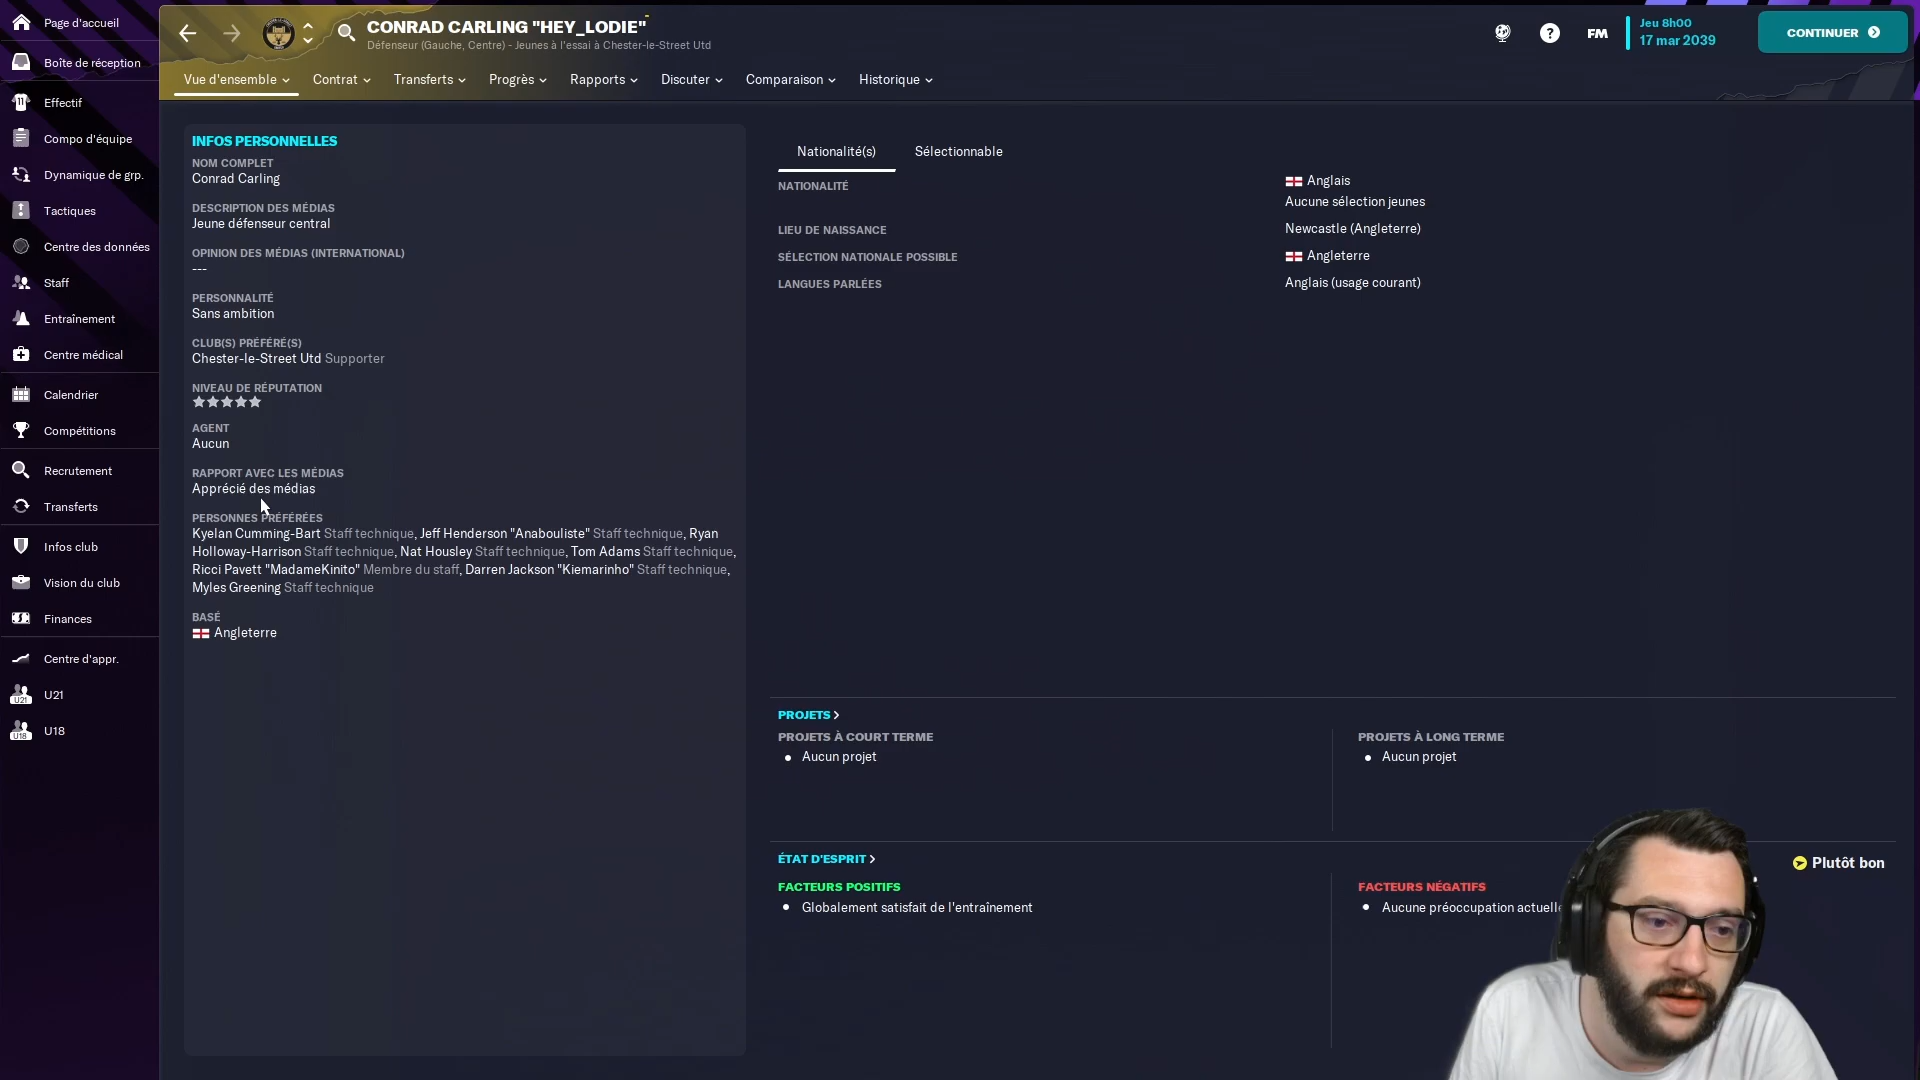 Page d'accueil
Boîte de réception
Effectif
Compo d'équipe
Dynamique de grp.
Tactiques
Centre des données
Staff
Entraînement
Centre médical
Calendrier
Compétitions
Recrutement
Transferts
Infos club
Vision du club
Finances
Centre d'appr.
U21 U21
U18 U18
CONRAD CARLING "HEY_LODIE"
Défenseur (Gauche, Centre) - Jeunes à l'essai à Chester-le-Street Utd
? FM
Jeu 8h00
17 mar 2039
CONTINUER
Vue d'ensemble Contrat Transferts Progrès Rapports Discuter Comparaison Historique
INFOS PERSONNELLES
NOM COMPLET
Conrad Carling
DESCRIPTION DES MÉDIAS
Jeune défenseur central
OPINION DES MÉDIAS (INTERNATIONAL)
---
PERSONNALITÉ
Sans ambition
CLUB(S) PRÉFÉRÉ(S)
Chester-le-Street Utd Supporter
NIVEAU DE RÉPUTATION
AGENT
Aucun
RAPPORT AVEC LES MÉDIAS
Apprécié des médias
PERSONNES PRÉFÉRÉES
Kyelan Cumming-Bart Staff technique, Jeff Henderson "Anabouliste" Staff technique, Ryan
Holloway-Harrison Staff technique, Nat Housley Staff technique, Tom Adams Staff technique,
Ricci Pavett "MadameKinito" Membre du staff, Darren Jackson "Kiemarinho" Staff technique,
Myles Greening Staff technique
BASÉ
Angleterre
Nationalité(s) Sélectionnable
NATIONALITÉ Anglais
Aucune sélection jeunes
LIEU DE NAISSANCE Newcastle (Angleterre)
SÉLECTION NATIONALE POSSIBLE Angleterre
LANGUES PARLÉES Anglais (usage courant)
PROJETS >
PROJETS À COURT TERME
Aucun projet
PROJETS À LONG TERME
Aucun projet
ÉTAT D'ESPRIT >
Plutôt bon
FACTEURS POSITIFS
Globalement satisfait de l'entraînement
FACTEURS NÉGATIFS
Aucune préoccupation actuelle